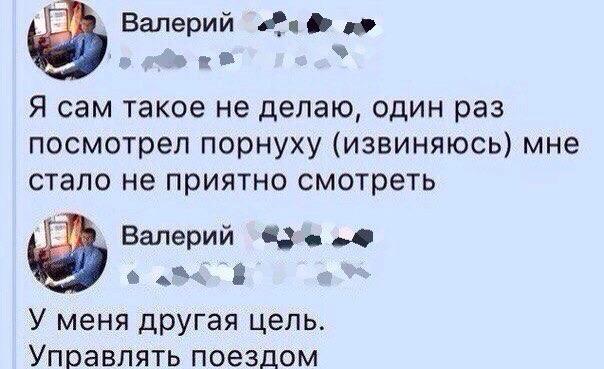 Валерий
Я сам такое не делаю, один раз
посмотрел порнуху (извиняюсь) мне
стало не приятно смотреть
Валерий
У меня другая цель.
Управлять поездом